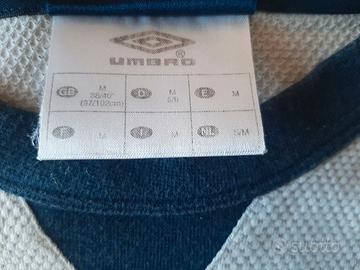 UMBRO
®
GB M 38/40" (97/102cm)
D M 5/6
E M
F M
I M
NL S/M
subito